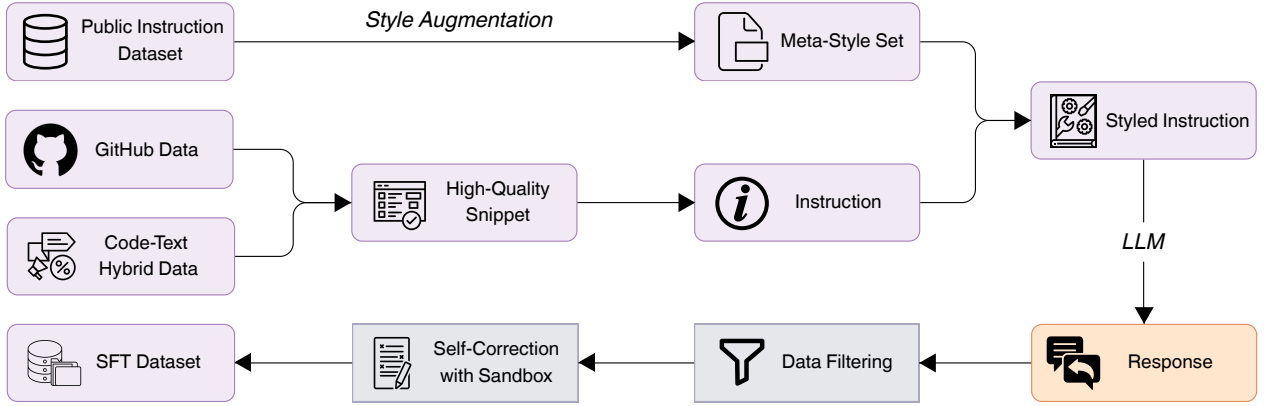 Public Instruction
Dataset
Style Augmentation
Meta-Style Set
Styled Instruction
GitHub Data
High-Quality
Snippet
Instruction
Code-Text
Hybrid Data
LLM
SFT Dataset
Self-Correction
with Sandbox
Data Filtering
Response